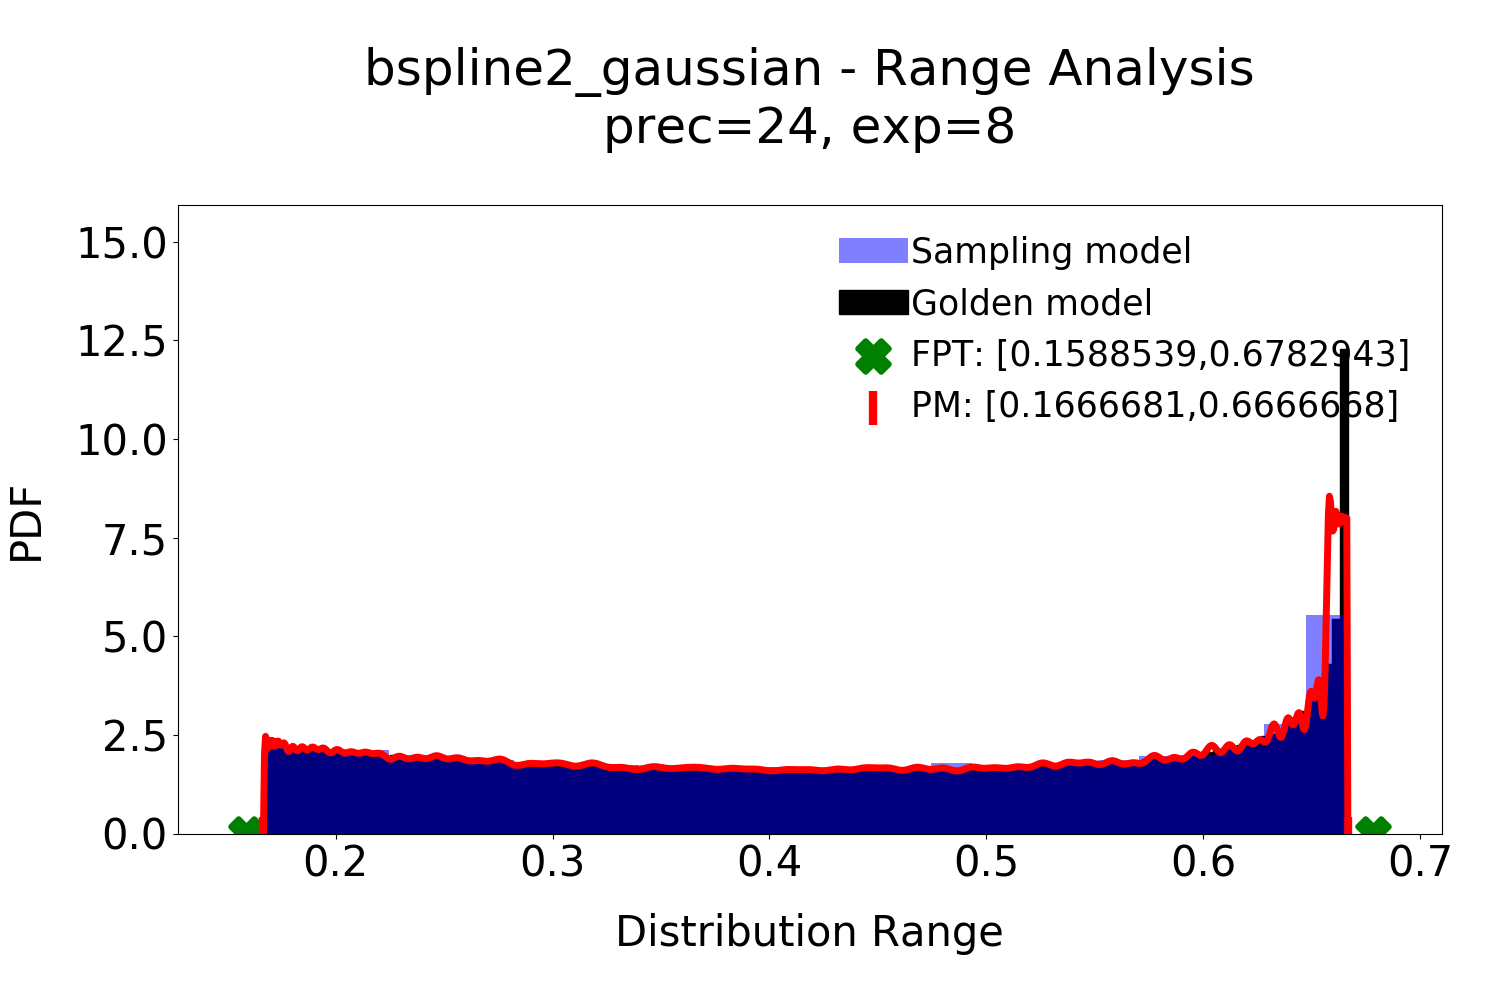 bspline2_gaussian - Range Analysis
prec=24, exp=8
Sampling model
Golden model
FPT: [0.1588539,0.6782943]
PM: [0.1666681,0.6666668]
15.0
12.5
10.0
7.5
5.0
2.5
0.0
PDF
0.2 0.3 0.4 0.5 0.6 0.7
Distribution Range